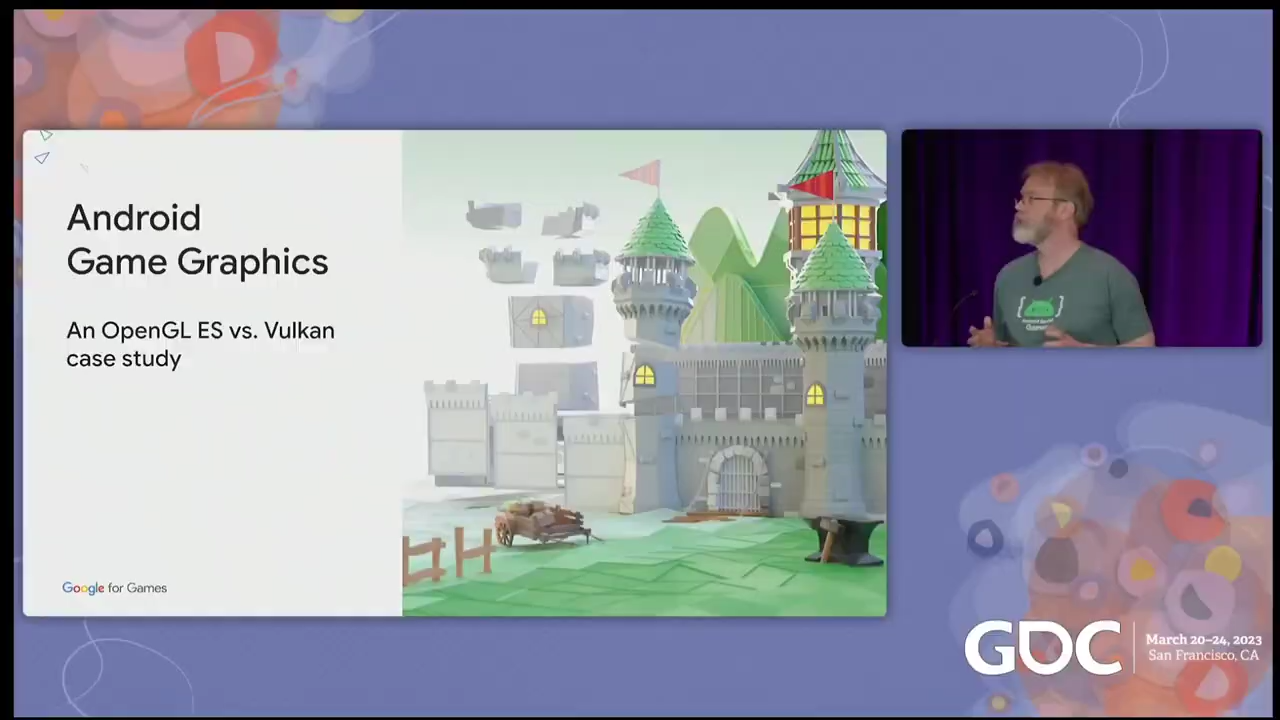 Android
Game Graphics
An OpenGL ES vs. Vulkan
case study
Google for Games
GDC
March 20–24, 2023
San Francisco, CA